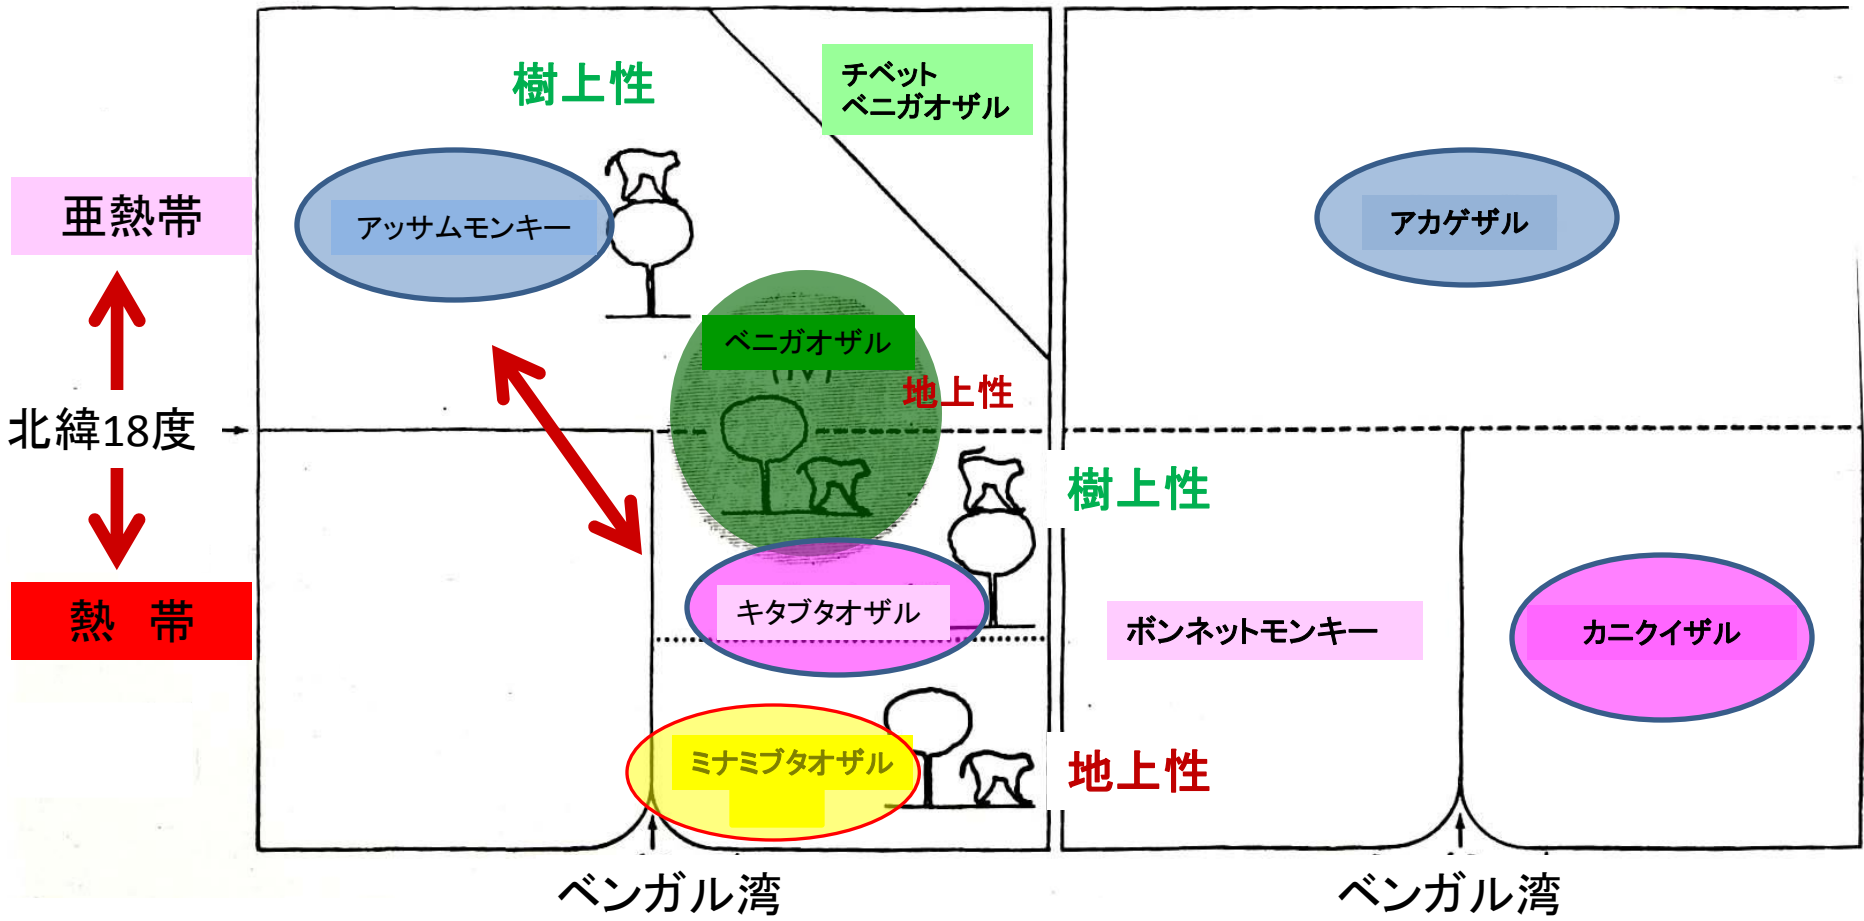 樹上性
チベット
ベニガオザル
亜熱帯
アッサムモンキー
アカゲザル
ベニガオザル
地上性
北緯18度
樹上性
熱 帯
キタブタオザル
ボンネットモンキー
カニクイザル
ミナミブタオザル
地上性
ベンガル湾
ベンガル湾